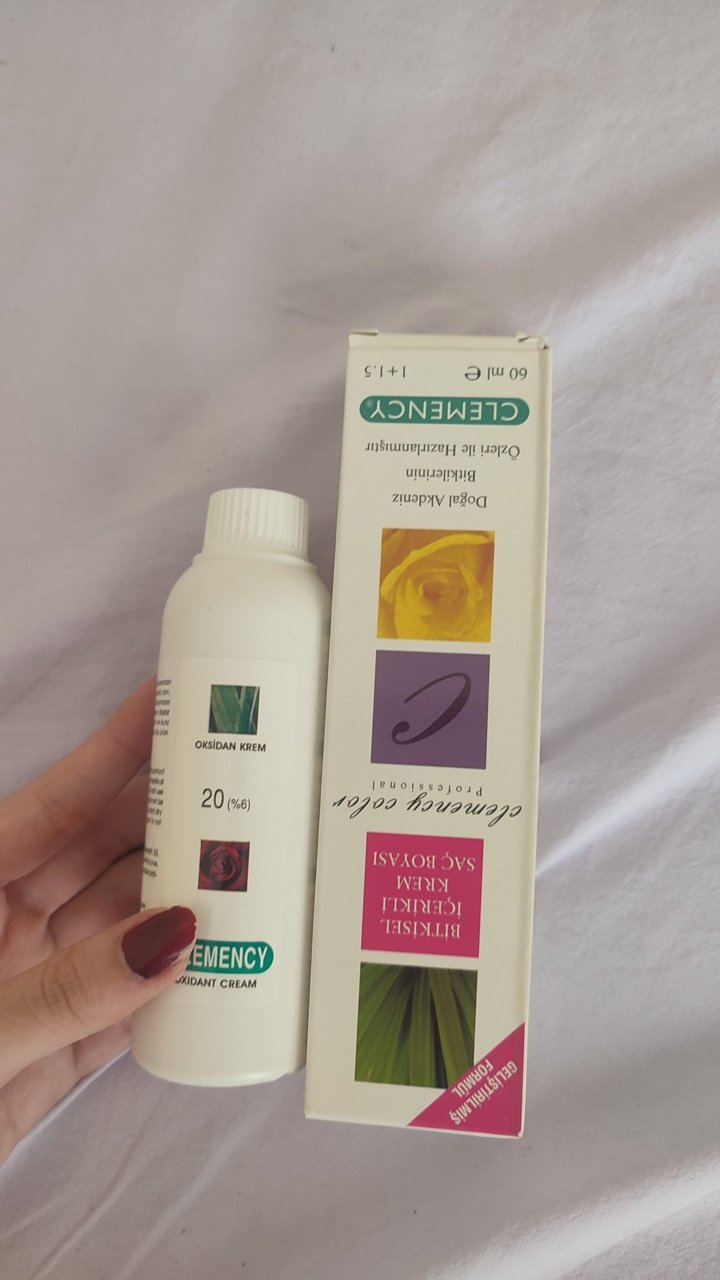 OKSİDAN KREM
20 (%6)
EMENCY
OXIDANT CREAM
60 ml ℮ 1+1.5
CLEMENCY®
Doğal Akdeniz
Bitkilerinin
Özleri ile Hazırlanmıştır
C
clemency color
Professional
BİTKİSEL
İÇERİKLİ
KREM
SAÇ BOYASI
GELİŞTİRİLMİŞ
FORMÜL